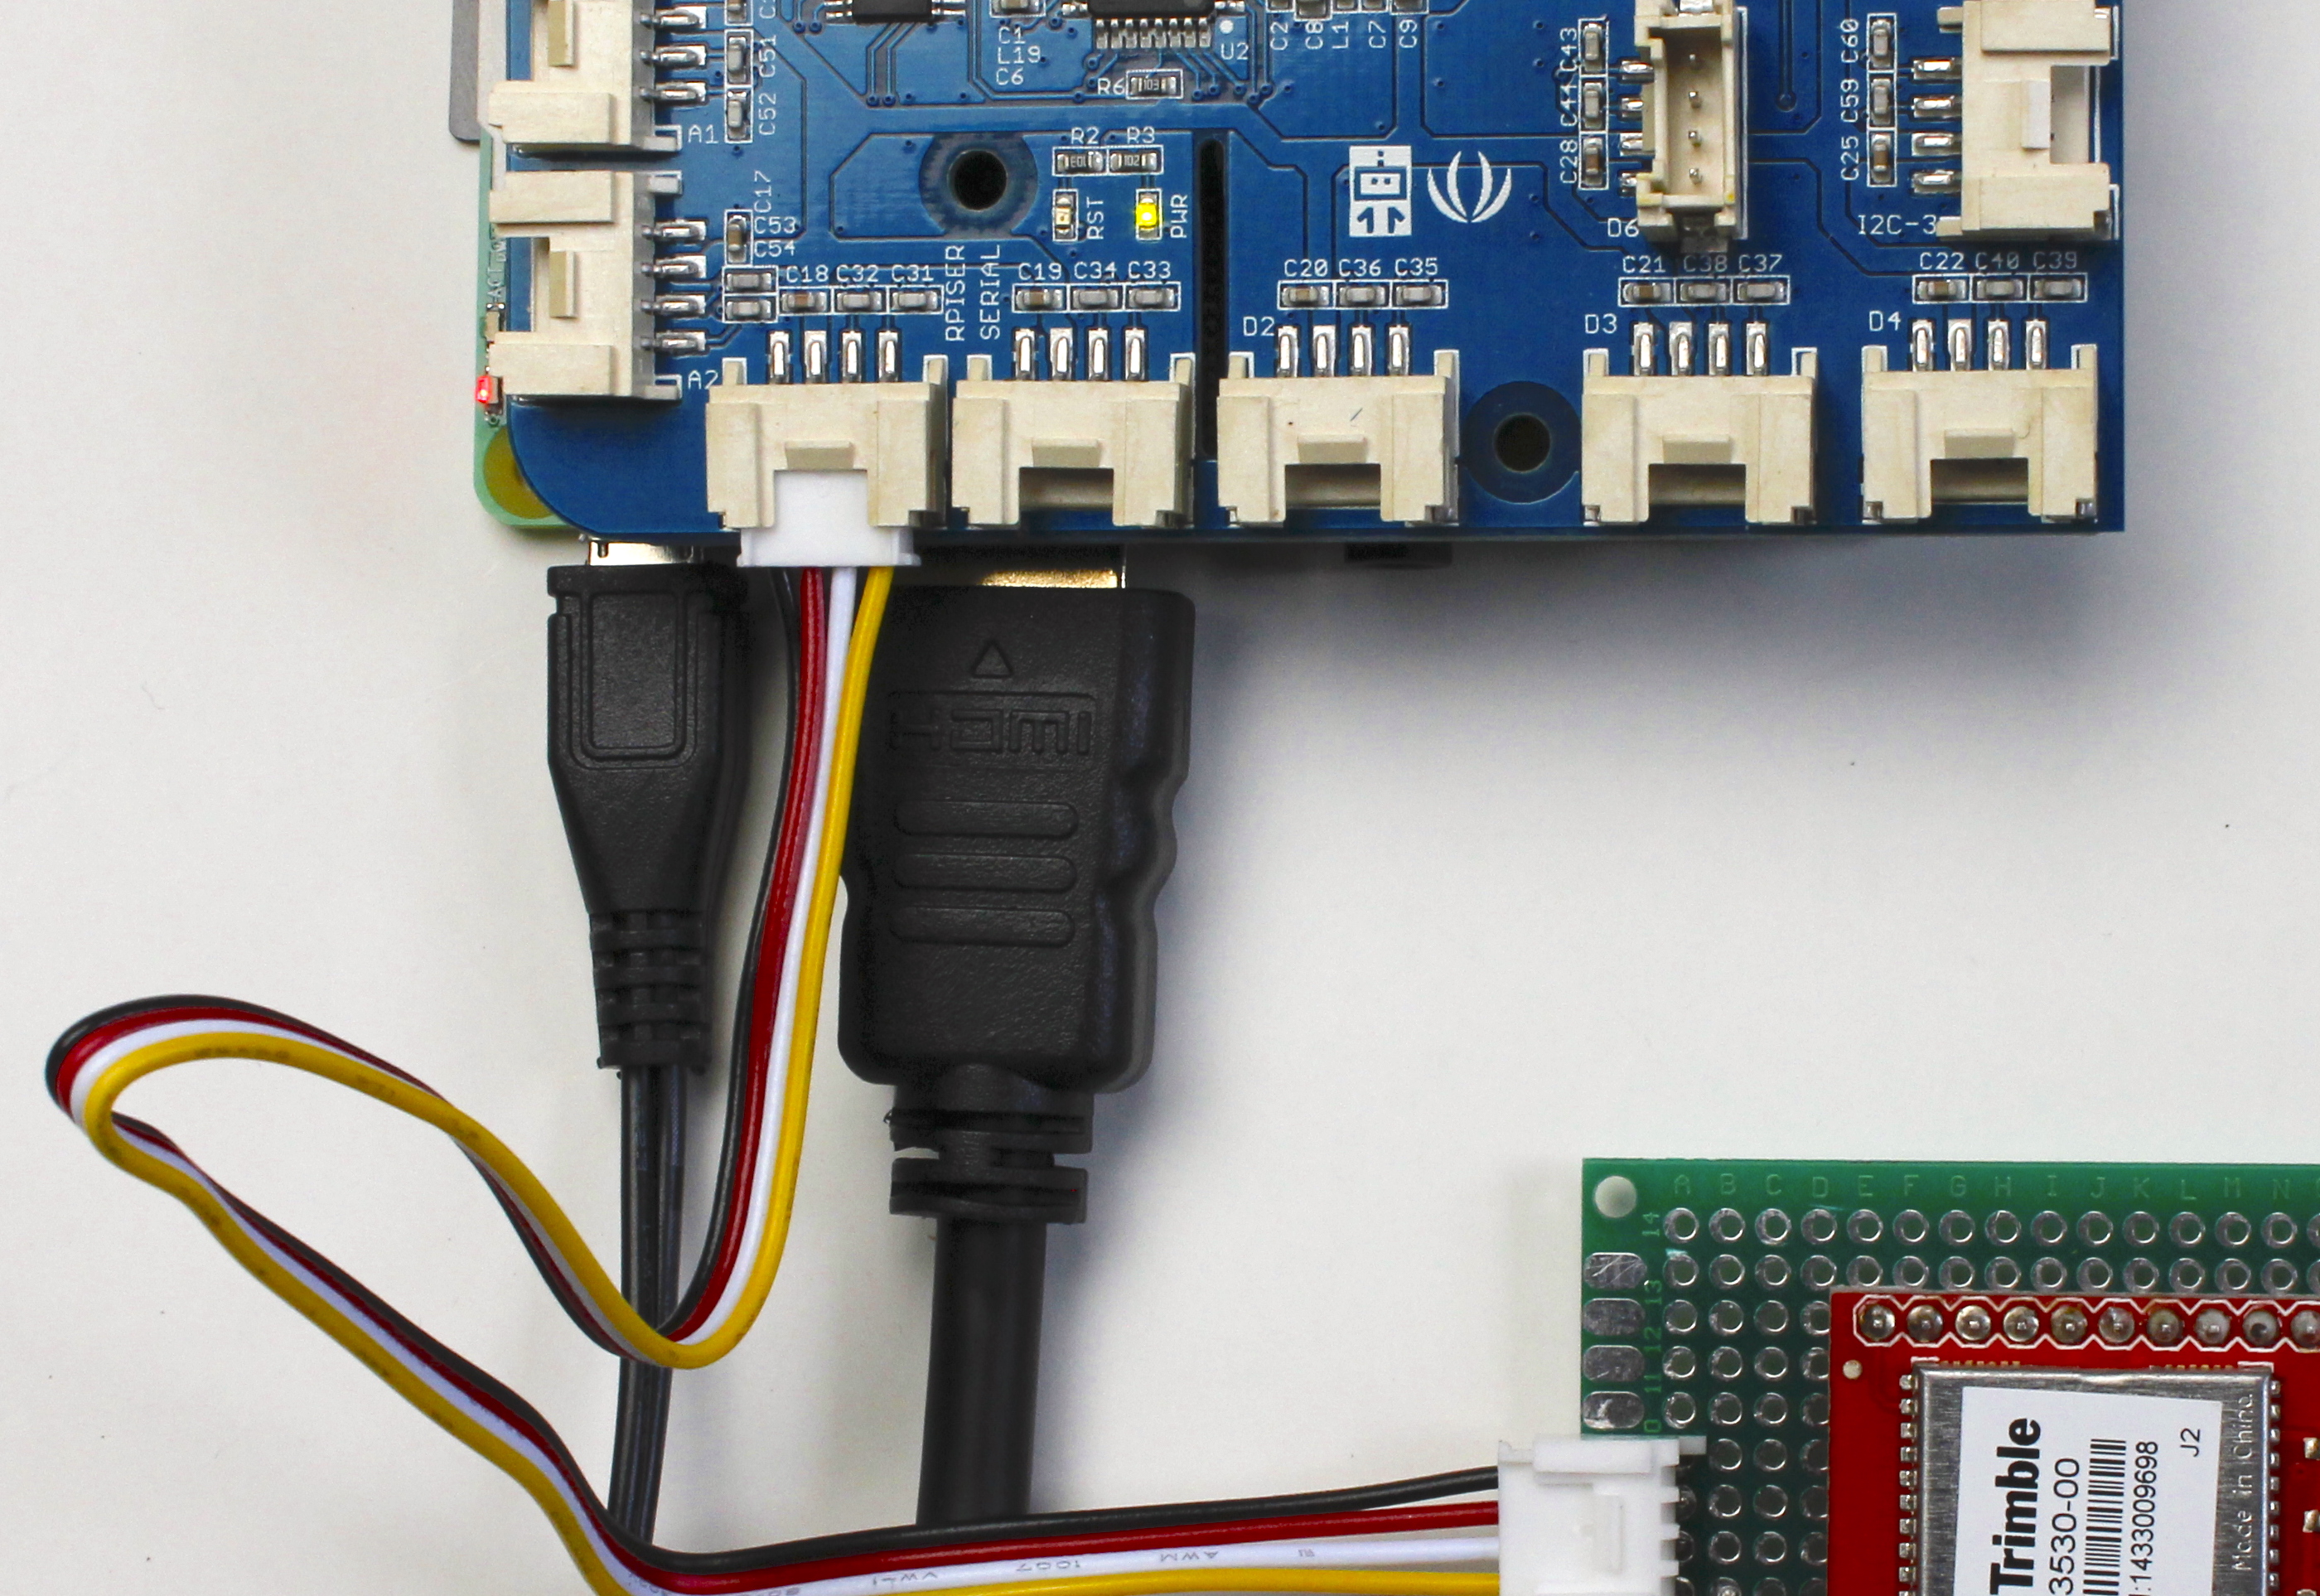 C51
C52
A1
C1
L19
C6
R6
U2
C2
C8
L1
C7
C9
C43
C44
C28
C60
C59
C25
R2
R3
RST
PWR
D6
I2C-3
C17
C53
C54
A2
C18 C32 C31
RPISER
SERIAL
C19 C34 C33
C20 C36 C35
D2
C21 C38 C37
D3
C22 C40 C39
D4
HDMI
A B C D E F G H I J K L M N
14
13
12
11
Trimble
3530-00
:14330009698
J2
Made in China
1007
AWM